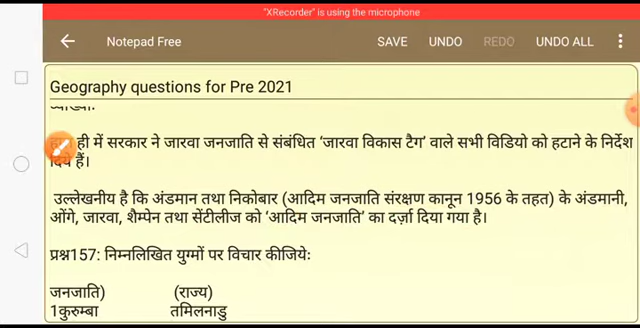 "XRecorder" is using the microphone
Notepad Free SAVE UNDO REDO UNDO ALL
Geography questions for Pre 2021
ही में सरकार ने जारवा जनजाति से संबंधित ‘जारवा विकास टैग’ वाले सभी विडियो को हटाने के निर्देश
दिये हैं।
उल्लेखनीय है कि अंडमान तथा निकोबार (आदिम जनजाति संरक्षण कानून 1956 के तहत) के अंडमानी,
ओंगे, जारवा, शैम्पेन तथा सेंटीलीज को ‘आदिम जनजाति’ का दर्ज़ा दिया गया है।
प्रश्न157: निम्नलिखित युग्मों पर विचार कीजियेः
जनजाति) (राज्य)
1कुरुम्बा तमिलनाडु